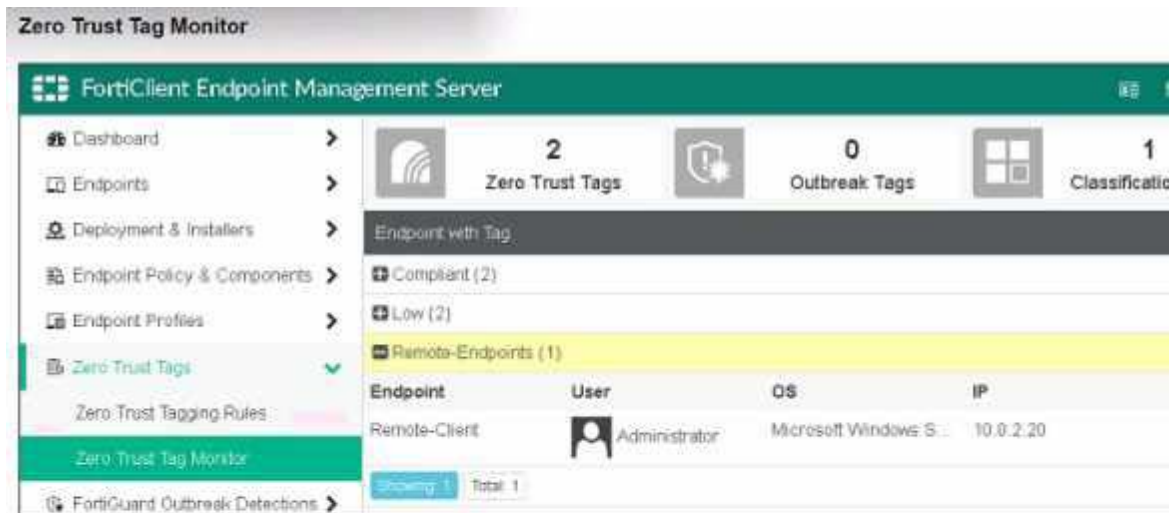 Zero Trust Tag Monitor
FortiClient Endpoint Management Server
Dashboard
Endpoints
Deployment & Installers
Endpoint Policy & Components
Endpoint Profiles
Zero Trust Tags
Zero Trust Tagging Rules
Zero Trust Tag Monitor
FortiGuard Outbreak Detections
2
Zero Trust Tags
0
Outbreak Tags
1
Classificatio
Endpoint with Tag
Compliant (2)
Low (2)
Remote-Endpoints (1)
Endpoint User OS IP
Remote-Client Administrator Microsoft Windows S... 10.0.2.20
Showing: 1 Total: 1